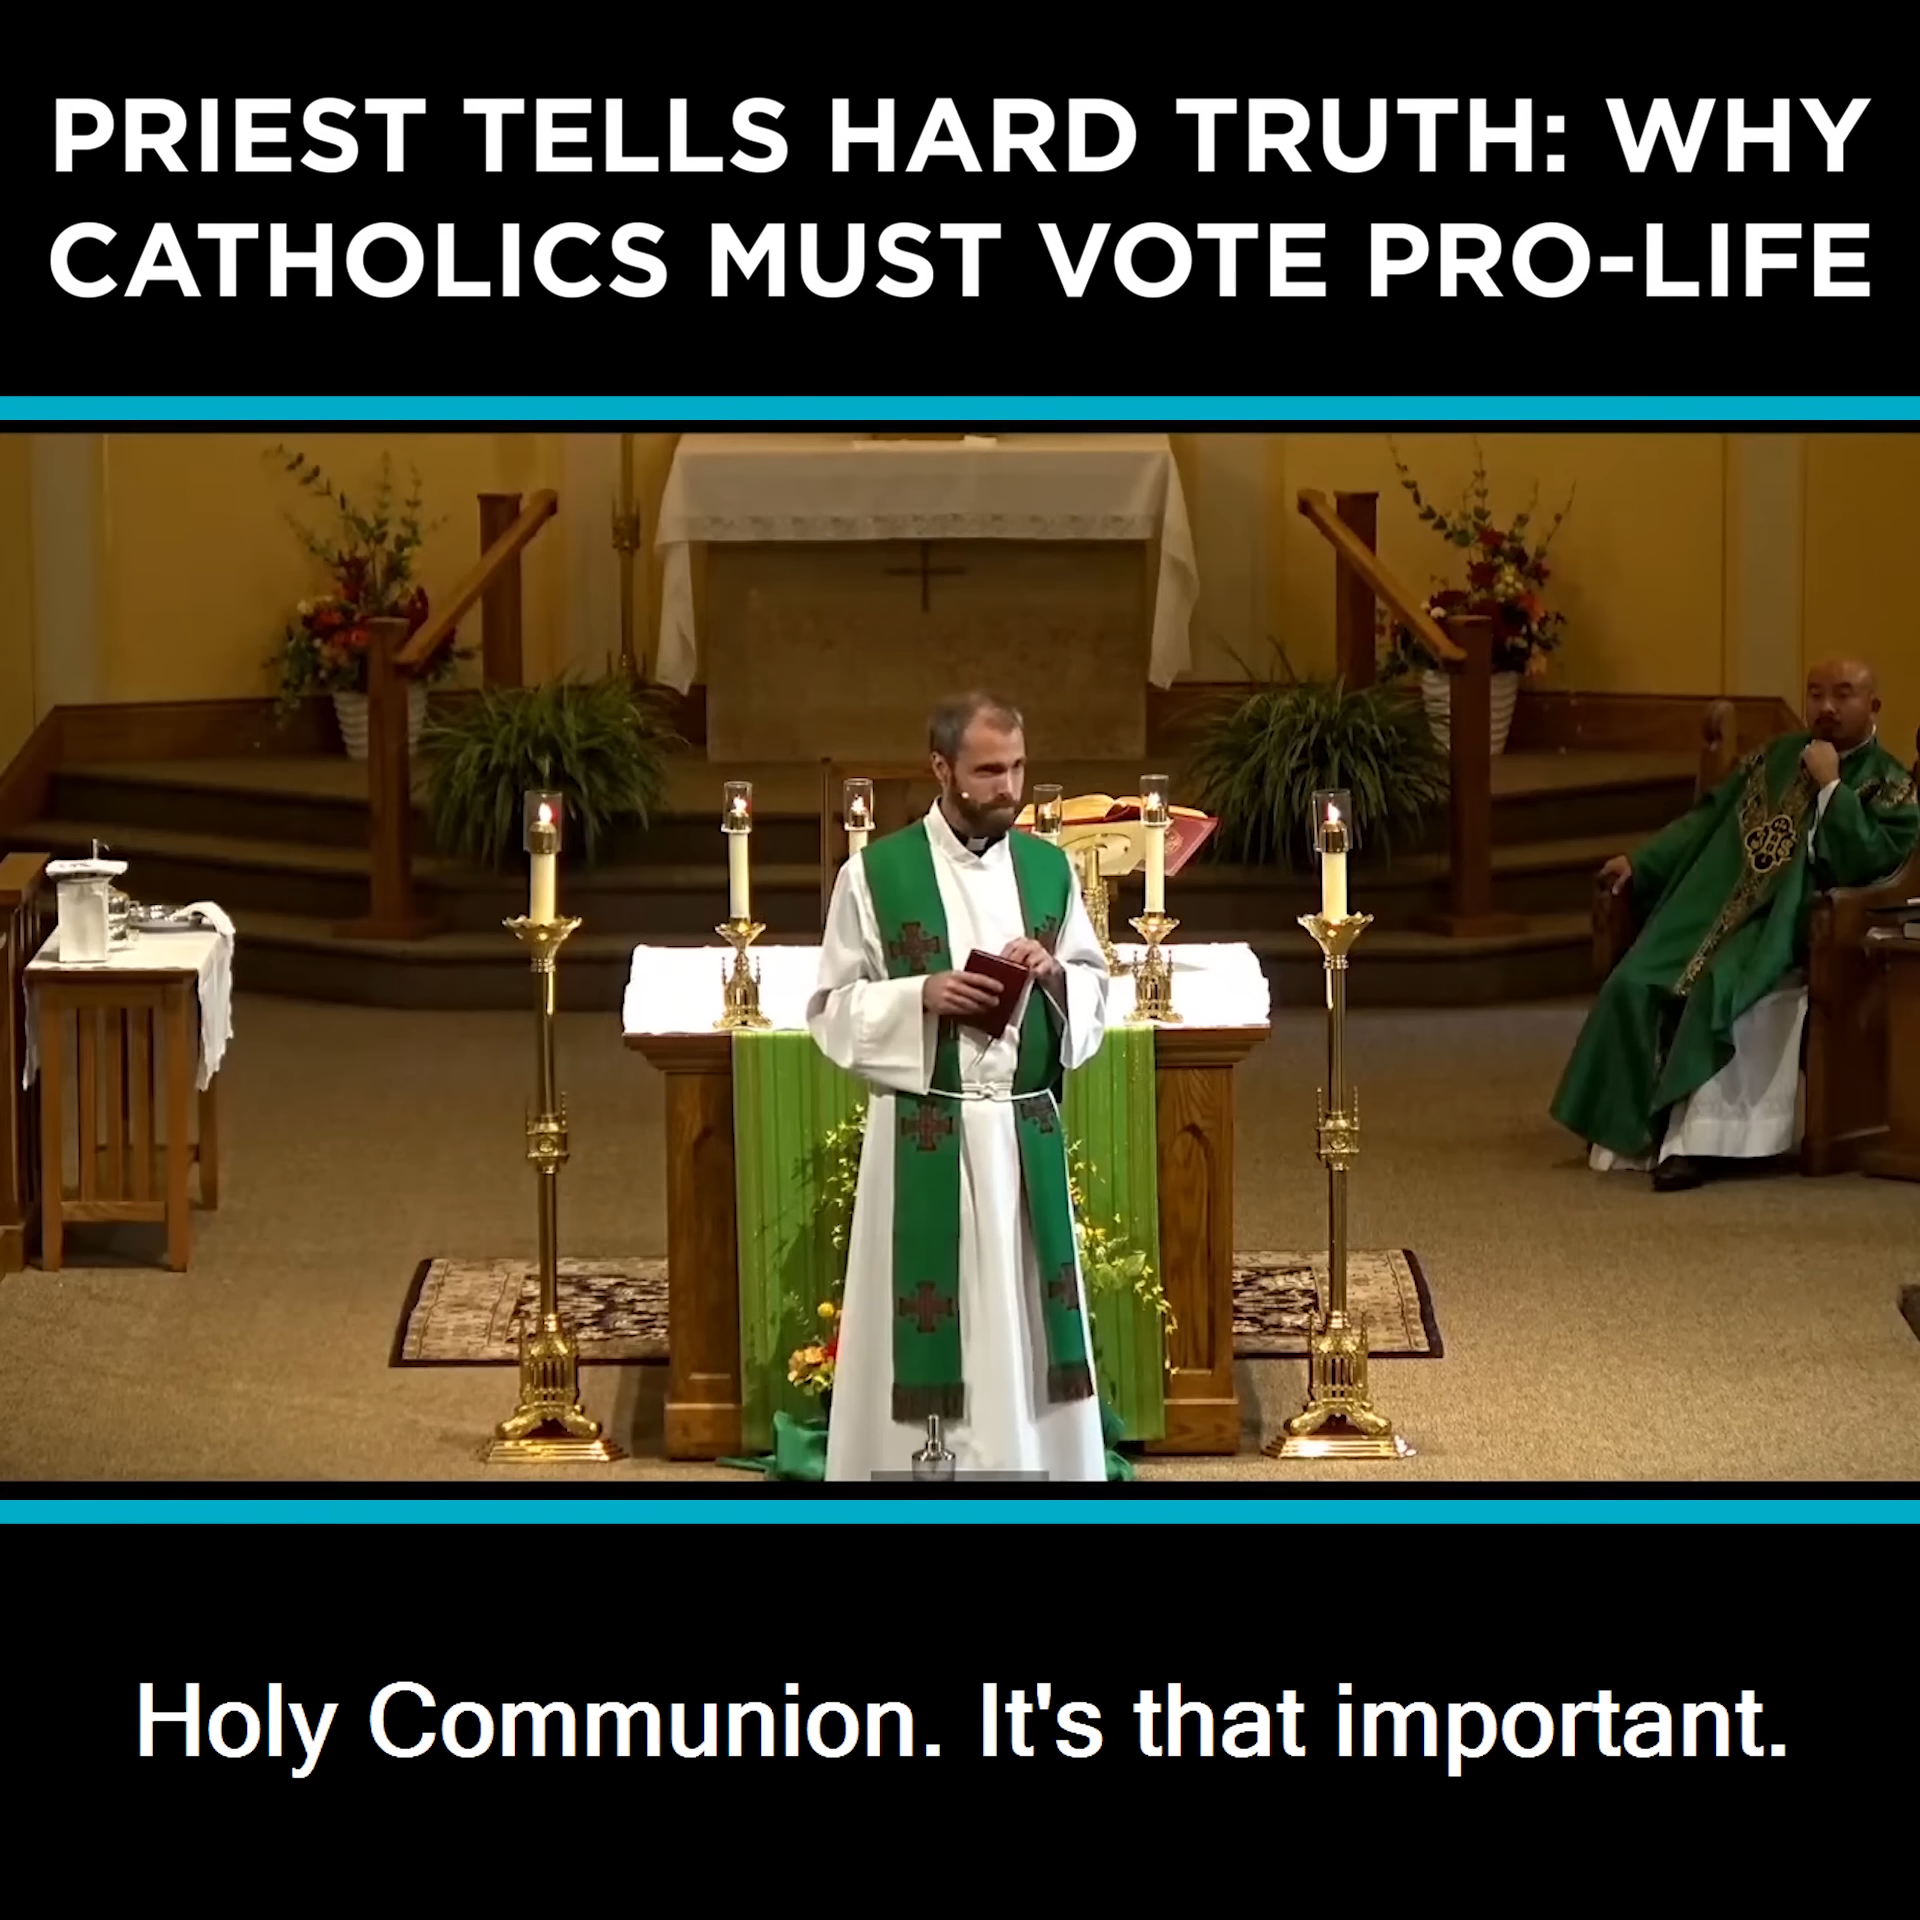 PRIEST TELLS HARD TRUTH: WHY
CATHOLICS MUST VOTE PRO-LIFE
Holy Communion. It's that important.